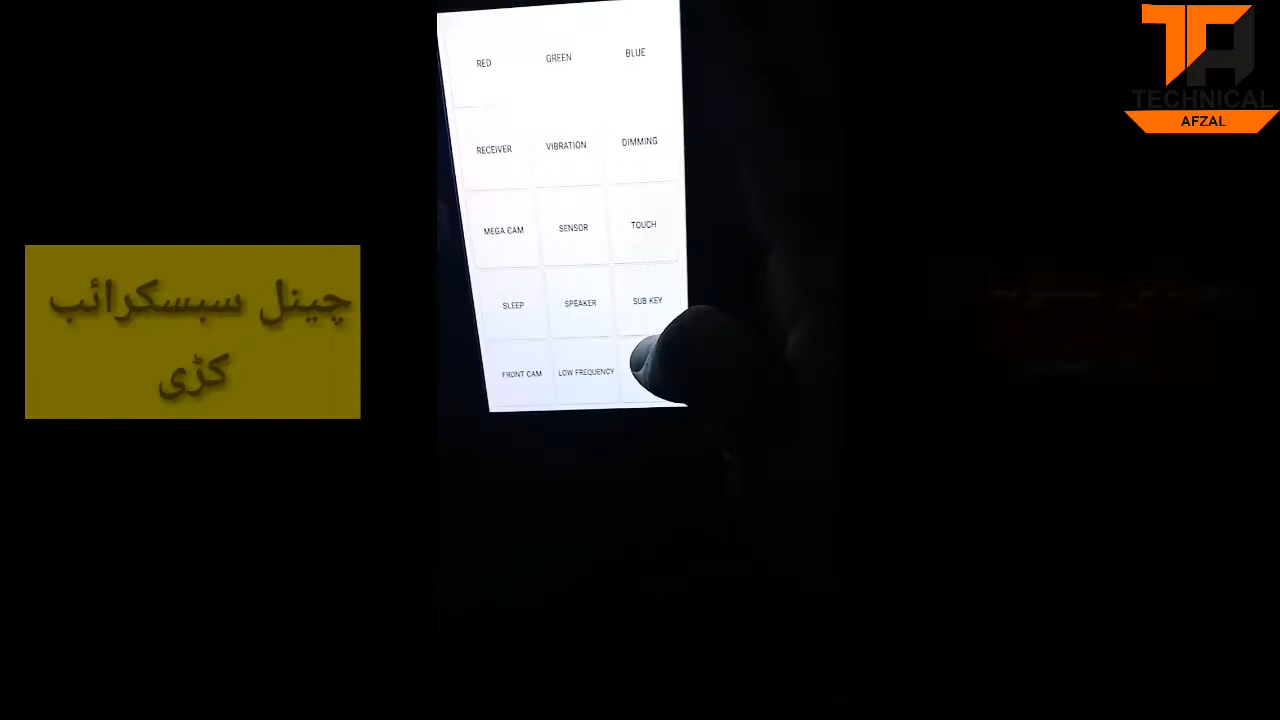 RED GREEN BLUE
RECEIVER VIBRATION DIMMING
MEGA CAM SENSOR TOUCH
SLEEP SPEAKER SUB KEY
FRONT CAM LOW FREQUENCY
چینل سبسکرائب
کڑی
TECHNICAL
AFZAL